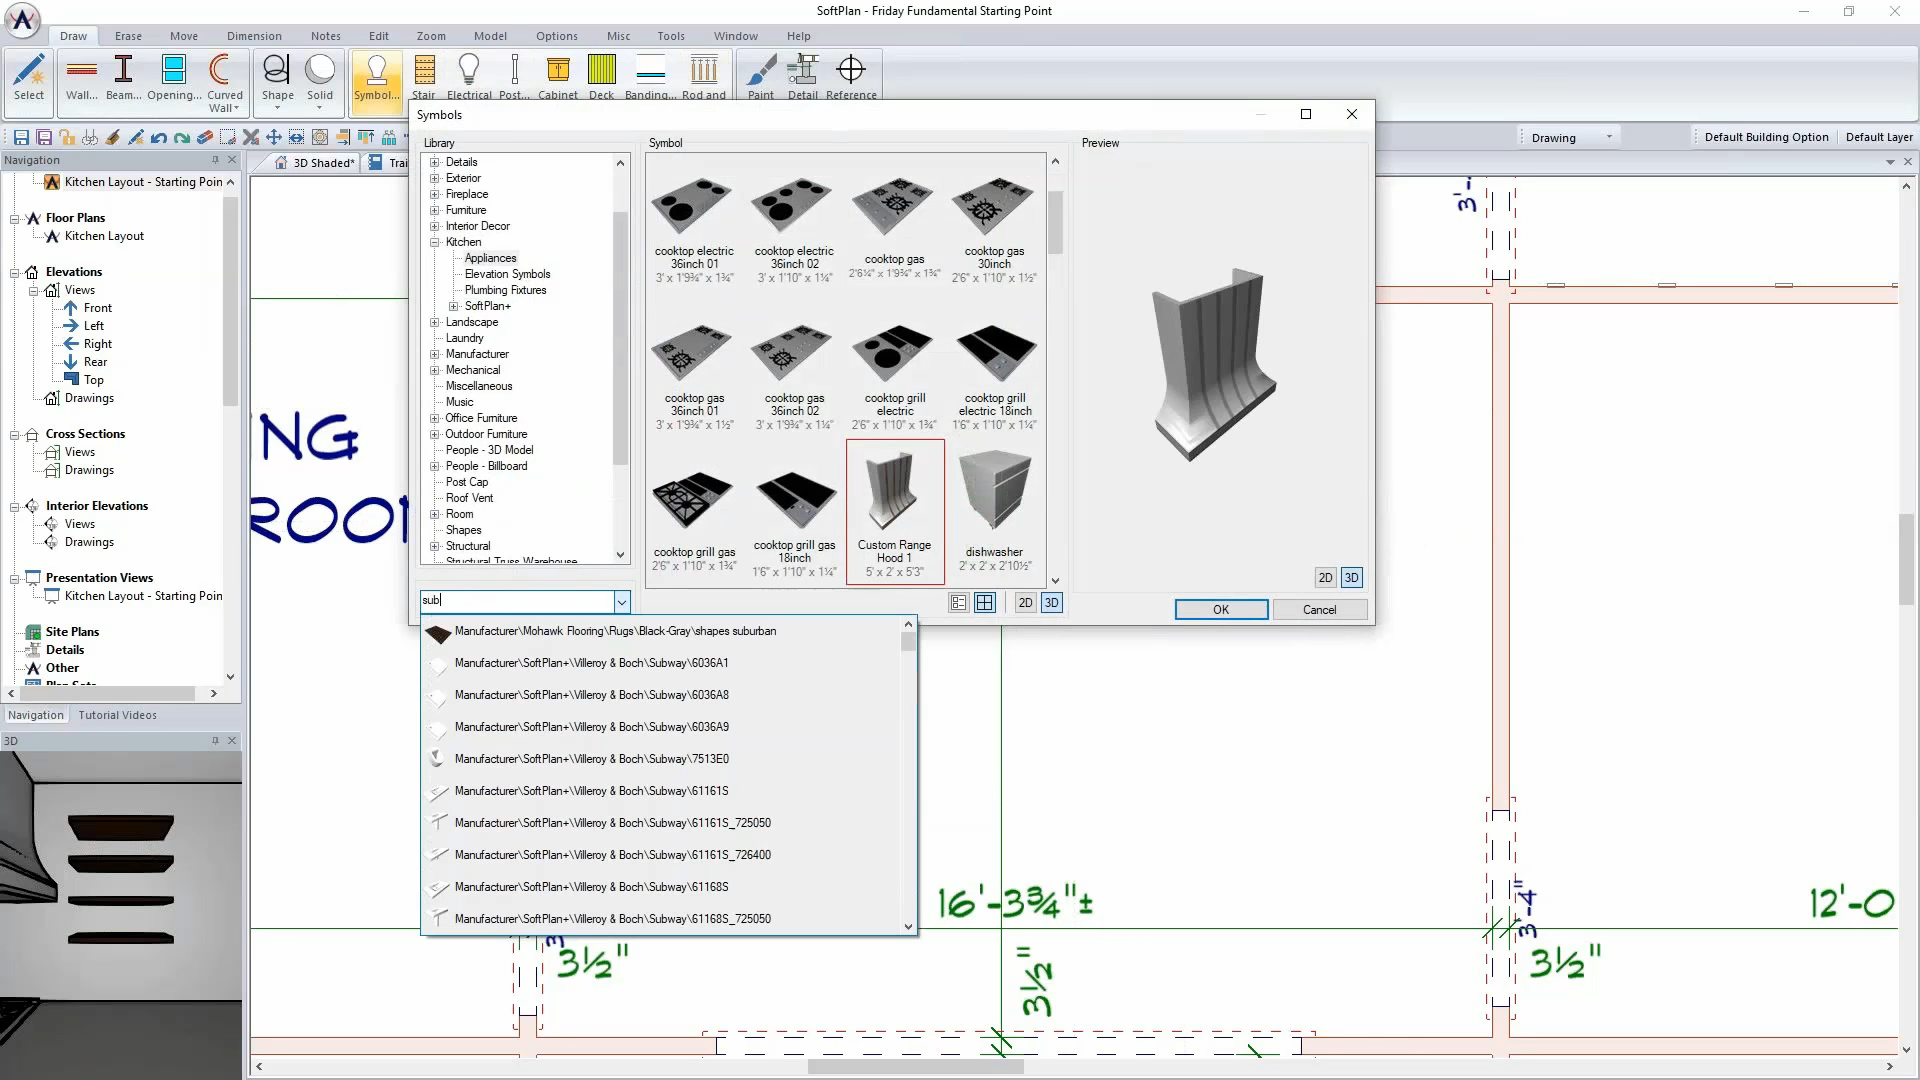 SoftPlan - Friday Fundamental Starting Point
Draw Erase Move Dimension Notes Edit Zoom Model Options Misc Tools Window Help
Select Wall... Beam... Opening... Curved Wall Shape Solid Symbol... Stair Electrical Post... Cabinet Deck Banding... Rod and Paint Detail Reference
Drawing Default Building Option Default Layer
Navigation
Kitchen Layout - Starting Poin
Floor Plans
Kitchen Layout
Elevations
Views
Front
Left
Right
Rear
Top
Drawings
Cross Sections
Views
Drawings
Interior Elevations
Views
Drawings
Presentation Views
Kitchen Layout - Starting Poin
Site Plans
Details
Other
Navigation Tutorial Videos
3D
3D Shaded* Trai
NG
ROO
Symbols
Library
Details
Exterior
Fireplace
Furniture
Interior Decor
Kitchen
Appliances
Elevation Symbols
Plumbing Fixtures
SoftPlan+
Landscape
Laundry
Manufacturer
Mechanical
Miscellaneous
Music
Office Furniture
Outdoor Furniture
People - 3D Model
People - Billboard
Post Cap
Roof Vent
Room
Shapes
Structural
Structural Truss Warehouse
Symbol
cooktop electric 36inch 01
3' x 1'9¾" x 1¾"
cooktop electric 36inch 02
3' x 1'10" x 1¼"
cooktop gas
2'6¼" x 1'9¾" x 1¾"
cooktop gas 30inch
2'6" x 1'10" x 1½"
cooktop gas 36inch 01
3' x 1'9¾" x 1½"
cooktop gas 36inch 02
3' x 1'9¾" x 1¼"
cooktop grill electric
2'6" x 1'10" x 1¾"
cooktop grill electric 18inch
1'6" x 1'10" x 1¼"
cooktop grill gas
2'6" x 1'10" x 1¾"
cooktop grill gas 18inch
1'6" x 1'10" x 1¼"
Custom Range Hood 1
5' x 2' x 5'3"
dishwasher
2' x 2' x 2'10½"
2D 3D
Preview
2D 3D
OK Cancel
sub
Manufacturer\Mohawk Flooring\Rugs\Black-Gray\shapes suburban
Manufacturer\SoftPlan+\Villeroy & Boch\Subway\6036A1
Manufacturer\SoftPlan+\Villeroy & Boch\Subway\6036A8
Manufacturer\SoftPlan+\Villeroy & Boch\Subway\6036A9
Manufacturer\SoftPlan+\Villeroy & Boch\Subway\7513E0
Manufacturer\SoftPlan+\Villeroy & Boch\Subway\61161S
Manufacturer\SoftPlan+\Villeroy & Boch\Subway\61161S_725050
Manufacturer\SoftPlan+\Villeroy & Boch\Subway\61161S_726400
Manufacturer\SoftPlan+\Villeroy & Boch\Subway\61168S
Manufacturer\SoftPlan+\Villeroy & Boch\Subway\61168S_725050
16'-3¾"±
3'-4"
12'-0
3½"
3½"
3½"